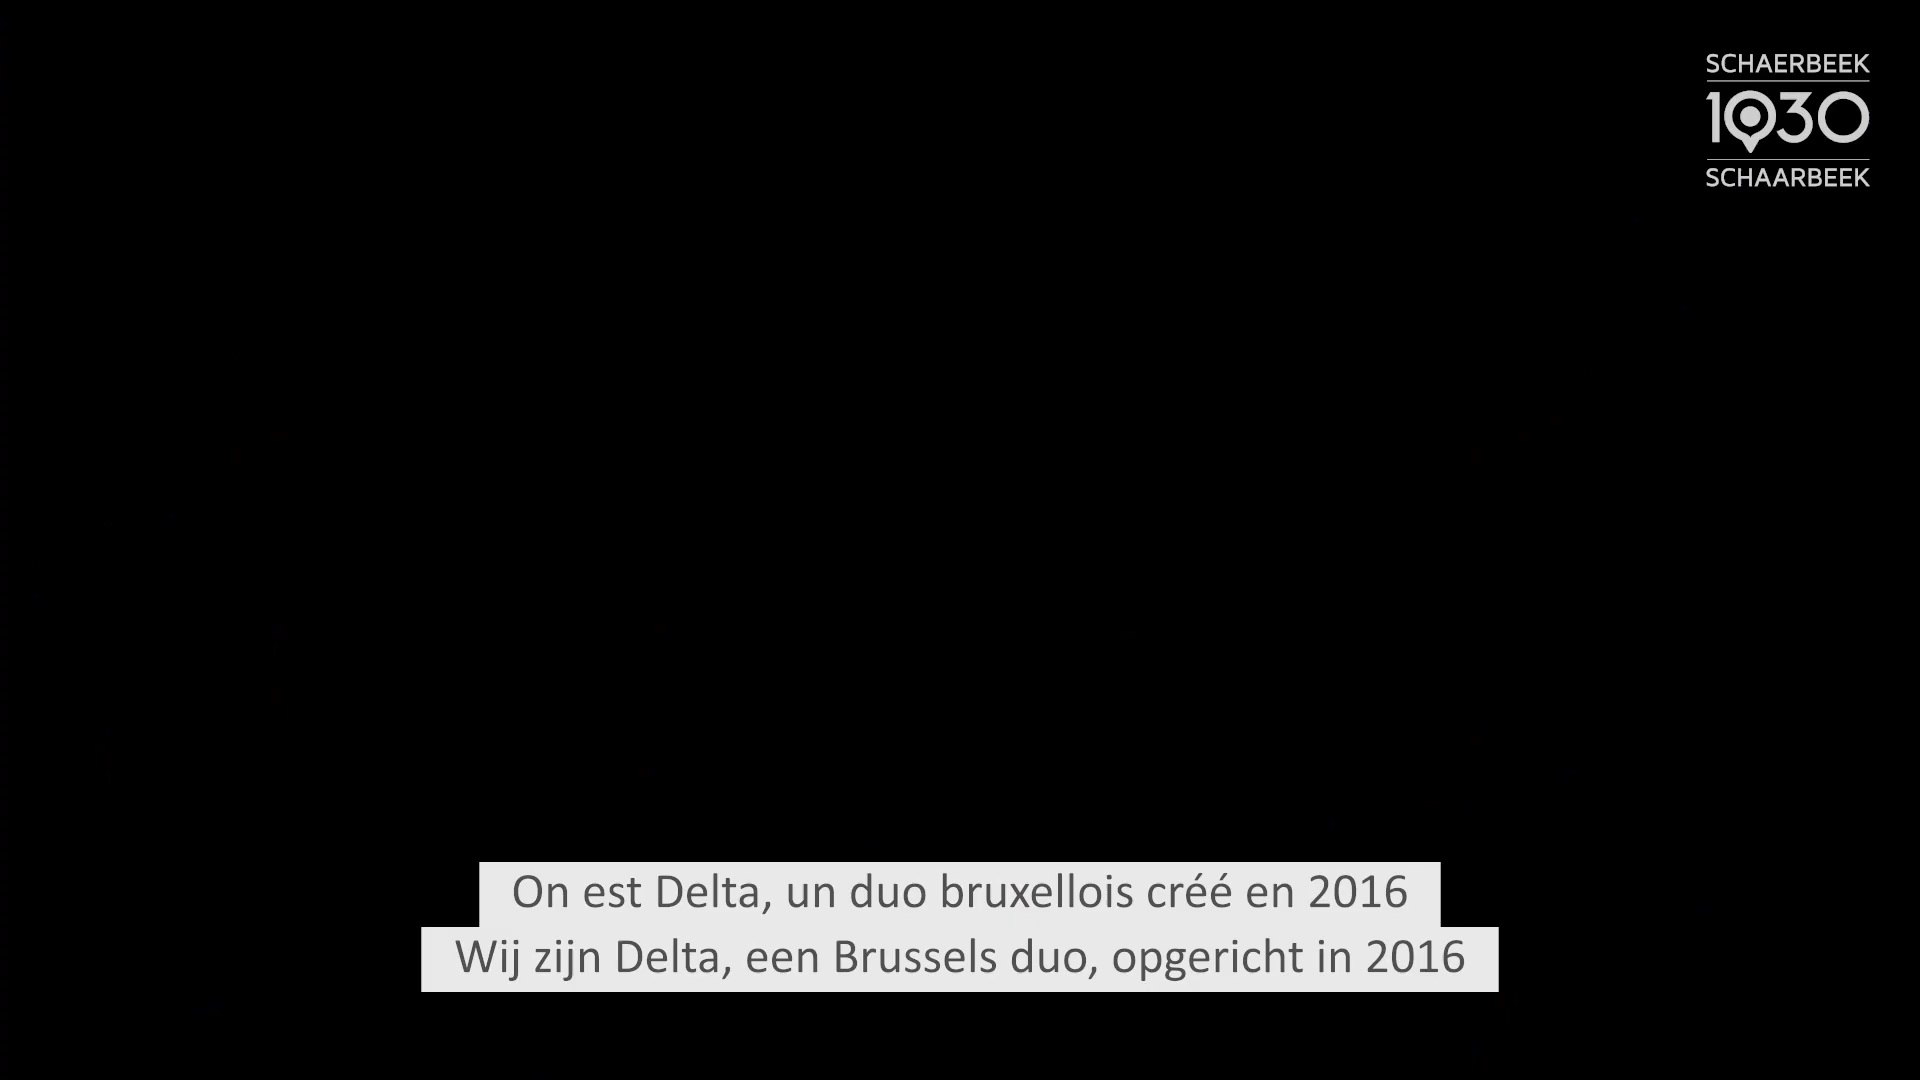 SCHAERBEEK
1030
SCHAARBEEK
On est Delta, un duo bruxellois créé en 2016
Wij zijn Delta, een Brussels duo, opgericht in 2016